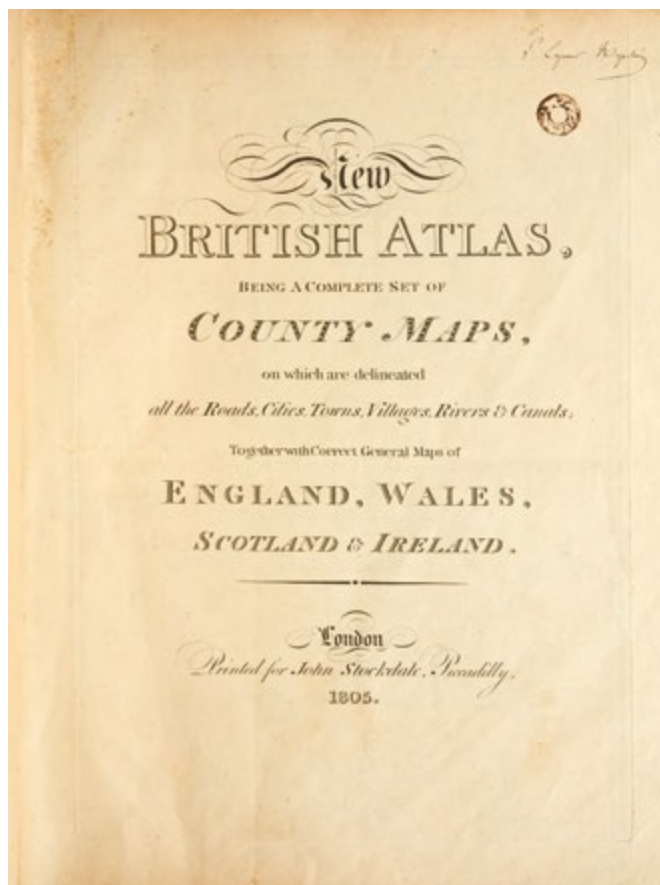 New
BRITISH ATLAS,
BEING A COMPLETE SET OF
COUNTY MAPS,
on which are delineated
all the Roads, Cities, Towns, Villages, Rivers & Canals;
Together with Correct General Maps of
ENGLAND, WALES,
SCOTLAND & IRELAND.
London
Printed for John Stockdale, Piccadilly,
1805.